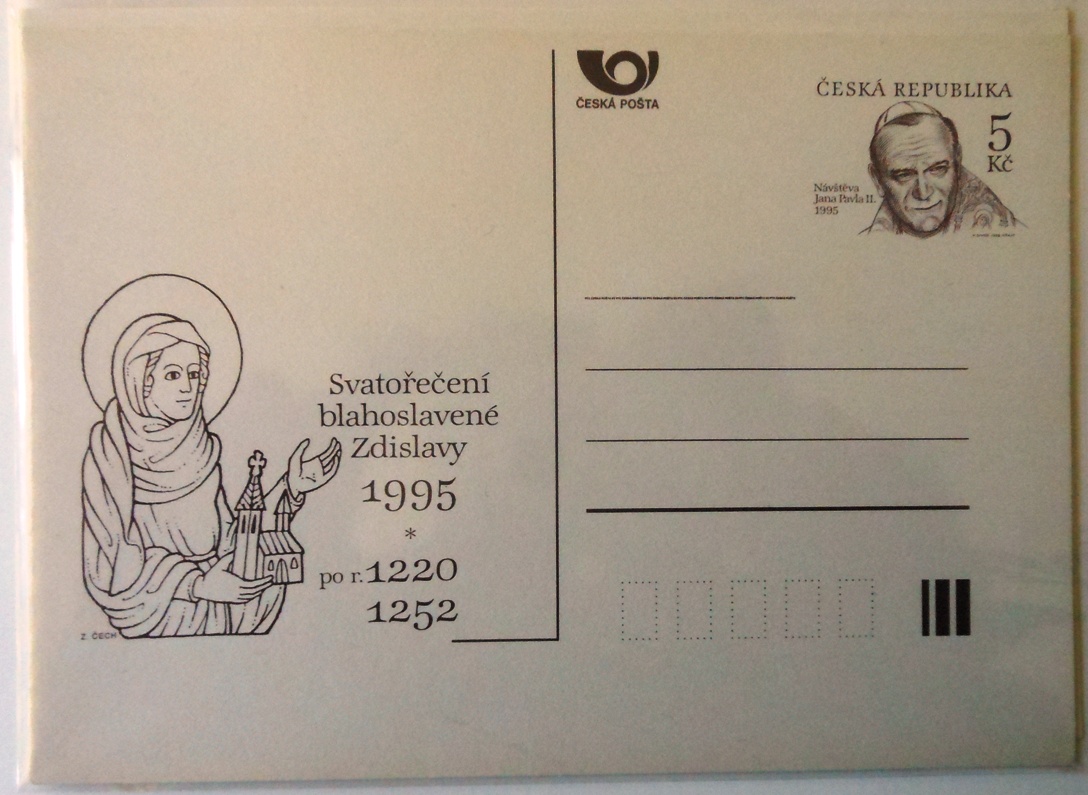 ČESKÁ POŠTA
ČESKÁ REPUBLIKA
5
Kč
Návštěva
Jana Pavla II.
1995
Svatořečení
blahoslavené
Zdislavy
1995
*
po r.1220
1252
Z. ČECH